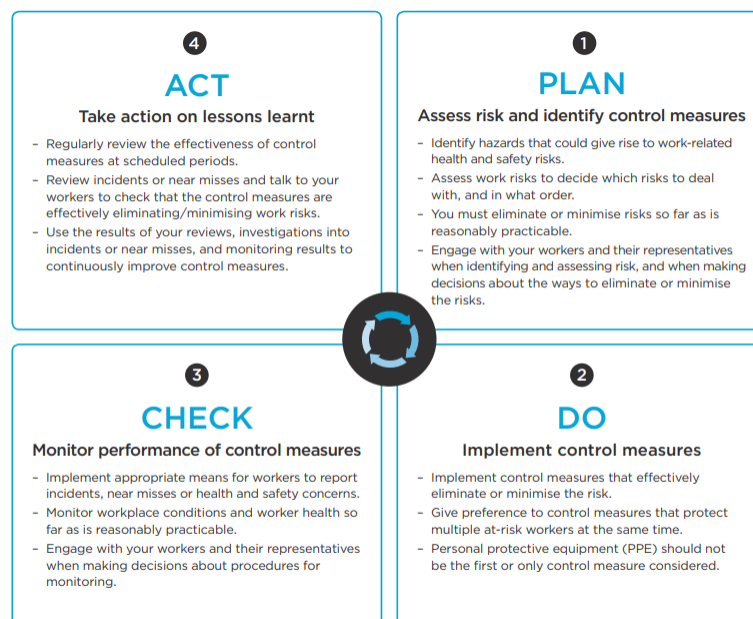 4
ACT
Take action on lessons learnt
– Regularly review the effectiveness of control
measures at scheduled periods.
– Review incidents or near misses and talk to your
workers to check that the control measures are
effectively eliminating/minimising work risks.
– Use the results of your reviews, investigations into
incidents or near misses, and monitoring results to
continuously improve control measures.
1
PLAN
Assess risk and identify control measures
– Identify hazards that could give rise to work-related
health and safety risks.
– Assess work risks to decide which risks to deal
with, and in what order.
– You must eliminate or minimise risks so far as is
reasonably practicable.
– Engage with your workers and their representatives
when identifying and assessing risk, and when making
decisions about the ways to eliminate or minimise
the risks.
3
CHECK
Monitor performance of control measures
– Implement appropriate means for workers to report
incidents, near misses or health and safety concerns.
– Monitor workplace conditions and worker health so
far as is reasonably practicable.
– Engage with your workers and their representatives
when making decisions about procedures for
monitoring.
2
DO
Implement control measures
– Implement control measures that effectively
eliminate or minimise the risk.
– Give preference to control measures that protect
multiple at-risk workers at the same time.
– Personal protective equipment (PPE) should not
be the first or only control measure considered.